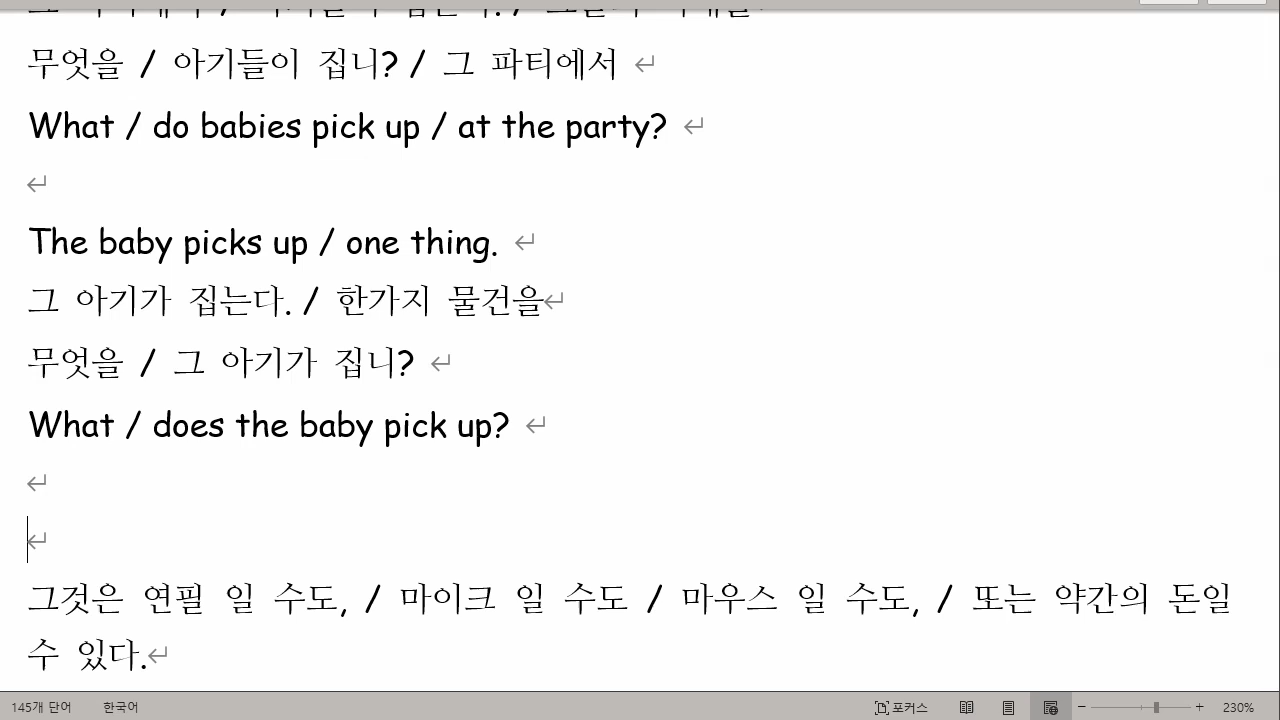 무엇을 / 아기들이 집니? / 그 파티에서
What / do babies pick up / at the party?
The baby picks up / one thing.
그 아기가 집는다. / 한가지 물건을
무엇을 / 그 아기가 집니?
What / does the baby pick up?
그것은 연필 일 수도, / 마이크 일 수도 / 마우스 일 수도, / 또는 약간의 돈일
수 있다.
145개 단어 한국어 포커스 230%